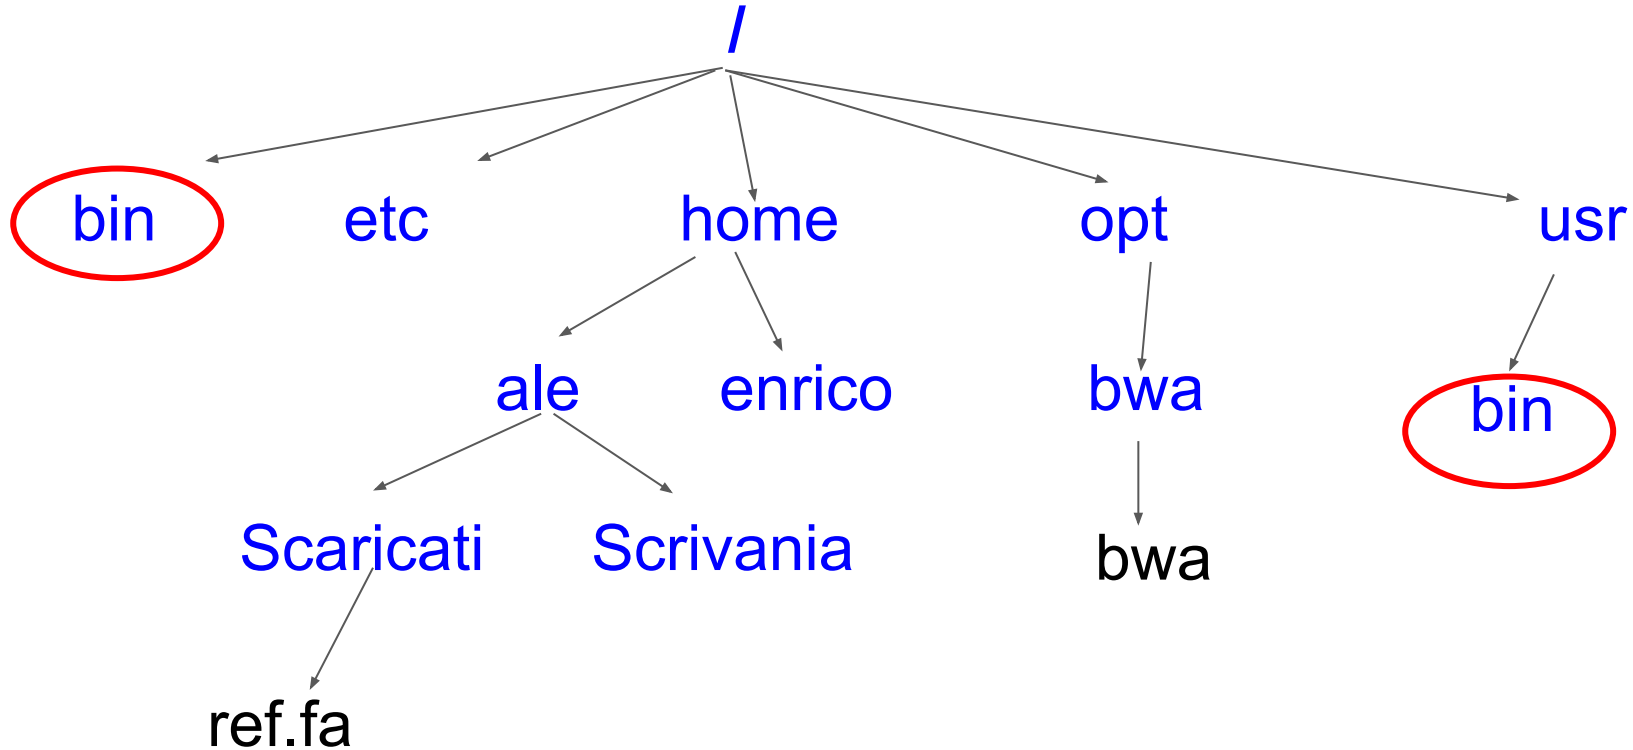 /
bin etc home opt usr
ale enrico bwa bin
Scaricati Scrivania bwa
ref.fa